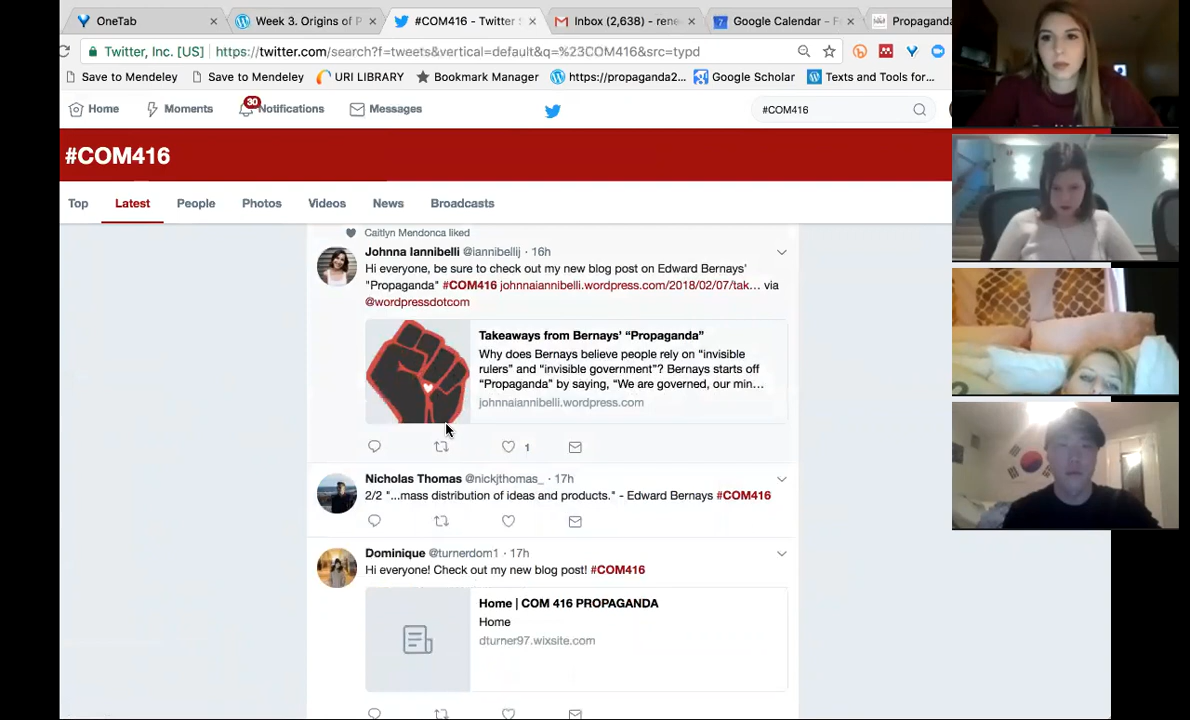 OneTab
Week 3. Origins of P
#COM416 - Twitter S
Inbox (2,638) - rene
Google Calendar - F
Propaganda
Twitter, Inc. [US] https://twitter.com/search?f=tweets&vertical=default&q=%23COM416&src=typd
Save to Mendeley
Save to Mendeley
URI LIBRARY
Bookmark Manager
https://propaganda2...
Google Scholar
Texts and Tools for...
Home
Moments
30
Notifications
Messages
#COM416
#COM416
Top
Latest
People
Photos
Videos
News
Broadcasts
Caitlyn Mendonca liked
Johnna Iannibelli @iannibellij · 16h
Hi everyone, be sure to check out my new blog post on Edward Bernays'
"Propaganda" #COM416 johnnaiannibelli.wordpress.com/2018/02/07/tak... via
@wordpressdotcom
Takeaways from Bernays' "Propaganda"
Why does Bernays believe people rely on "invisible
rulers" and "invisible government"? Bernays starts off
"Propaganda" by saying, "We are governed, our min...
johnnaiannibelli.wordpress.com
1
Nicholas Thomas @nickjthomas_ · 17h
2/2 "...mass distribution of ideas and products." - Edward Bernays #COM416
Dominique @turnerdom1 · 17h
Hi everyone! Check out my new blog post! #COM416
Home | COM 416 PROPAGANDA
Home
dturner97.wixsite.com